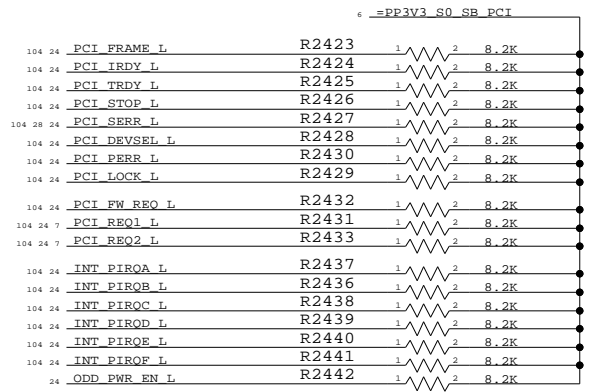 6 =PP3V3_S0_SB_PCI
104 24 PCI_FRAME_L R2423 1 2 8.2K
104 24 PCI_IRDY_L R2424 1 2 8.2K
104 24 PCI_TRDY_L R2425 1 2 8.2K
104 24 PCI_STOP_L R2426 1 2 8.2K
104 28 24 PCI_SERR_L R2427 1 2 8.2K
104 24 PCI_DEVSEL_L R2428 1 2 8.2K
104 24 PCI_PERR_L R2430 1 2 8.2K
104 24 PCI_LOCK_L R2429 1 2 8.2K
104 24 PCI_FW_REQ_L R2432 1 2 8.2K
104 24 7 PCI_REQ1_L R2431 1 2 8.2K
104 24 7 PCI_REQ2_L R2433 1 2 8.2K
104 24 INT_PIRQA_L R2437 1 2 8.2K
104 24 INT_PIRQB_L R2436 1 2 8.2K
104 24 INT_PIRQC_L R2438 1 2 8.2K
104 24 INT_PIRQD_L R2439 1 2 8.2K
104 24 INT_PIRQE_L R2440 1 2 8.2K
104 24 INT_PIRQF_L R2441 1 2 8.2K
24 ODD_PWR_EN_L R2442 1 2 8.2K